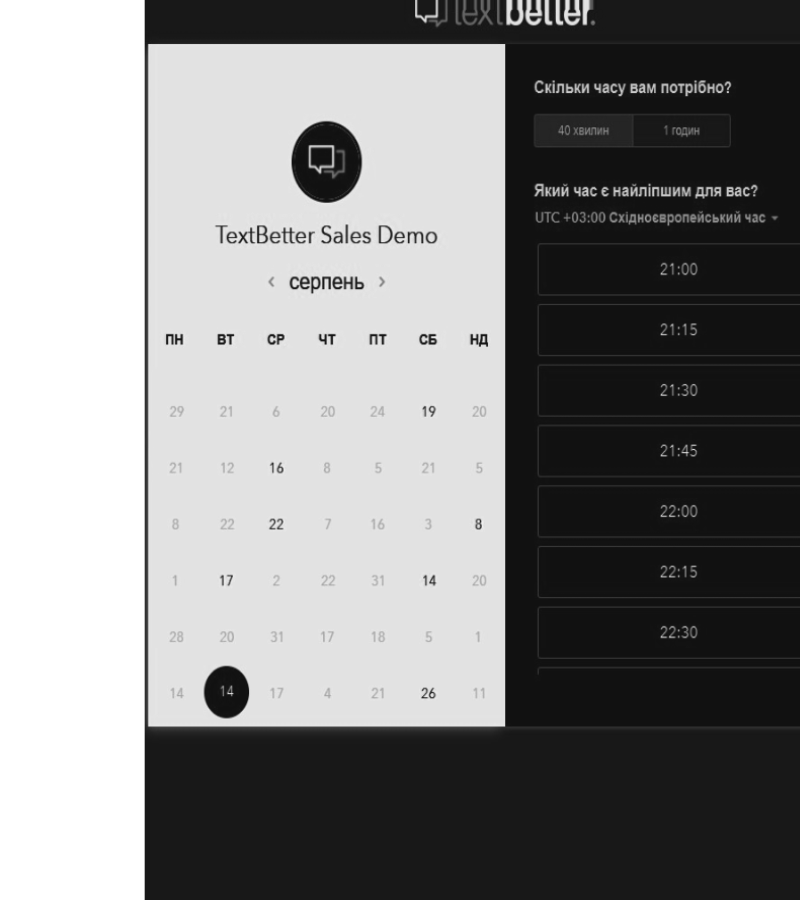 textbetter.
TextBetter Sales Demo
‹ серпень ›
ПН ВТ СР ЧТ ПТ СБ НД
29 21 6 20 24 19 20
21 12 16 8 5 21 5
8 22 22 7 16 3 8
1 17 2 22 31 14 20
28 20 31 17 18 5 1
14 14 17 4 21 26 11
Скільки часу вам потрібно?
40 хвилин 1 годин
Який час є найліпшим для вас?
UTC +03:00 Східноєвропейський час
21:00
21:15
21:30
21:45
22:00
22:15
22:30